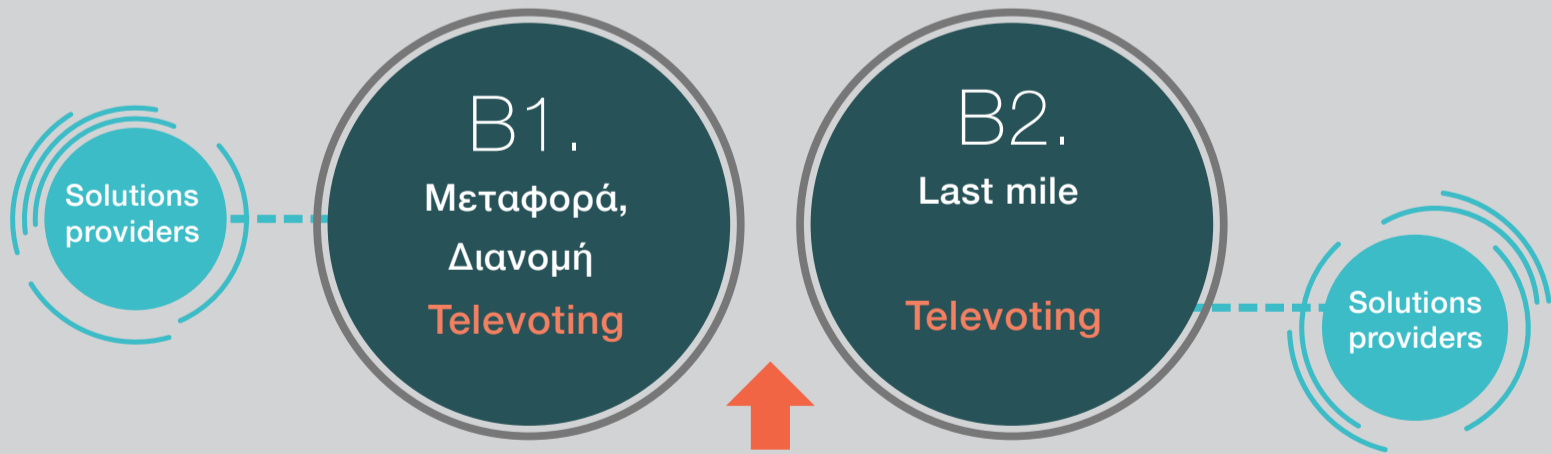 Solutions
providers
B1.
Μεταφορά,
Διανομή
Televoting
B2.
Last mile
Televoting
Solutions
providers